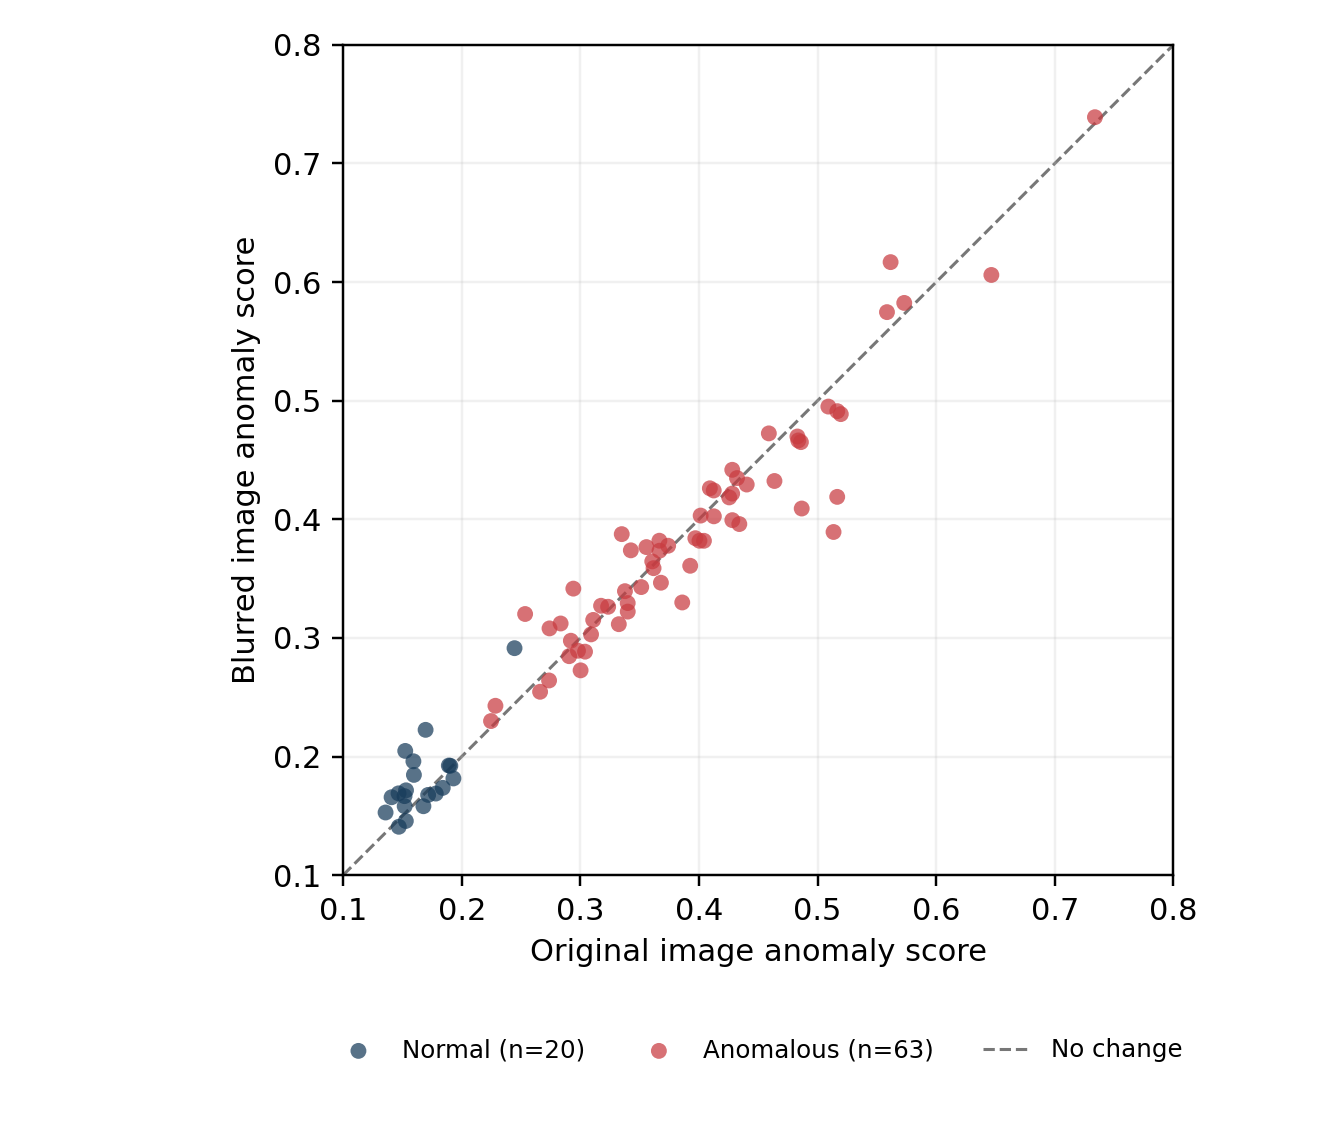 0.8
0.7
0.6
0.5
0.4
0.3
0.2
0.1
Blurred image anomaly score
0.1 0.2 0.3 0.4 0.5 0.6 0.7 0.8
Original image anomaly score
Normal (n=20) Anomalous (n=63) No change